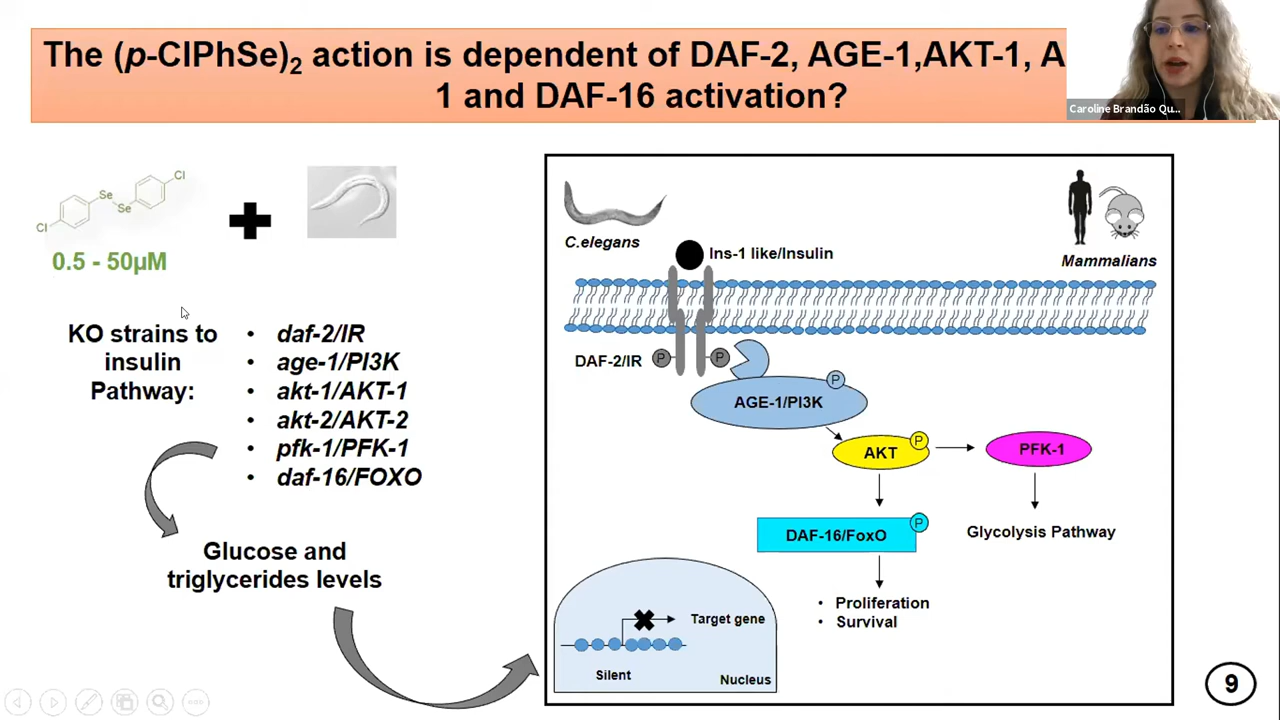 The (p-ClPhSe)2 action is dependent of DAF-2, AGE-1,AKT-1, A
1 and DAF-16 activation?
Caroline Brandão Qu...
Cl
Se
Se
Cl
0.5 - 50µM
KO strains to
insulin
Pathway:
• daf-2/IR
• age-1/PI3K
• akt-1/AKT-1
• akt-2/AKT-2
• pfk-1/PFK-1
• daf-16/FOXO
Glucose and
triglycerides levels
C.elegans
Ins-1 like/Insulin
Mammalians
DAF-2/IR
P
P
P
AGE-1/PI3K
P
AKT
PFK-1
P
DAF-16/FoxO
Glycolysis Pathway
• Proliferation
• Survival
Target gene
Silent
Nucleus
9